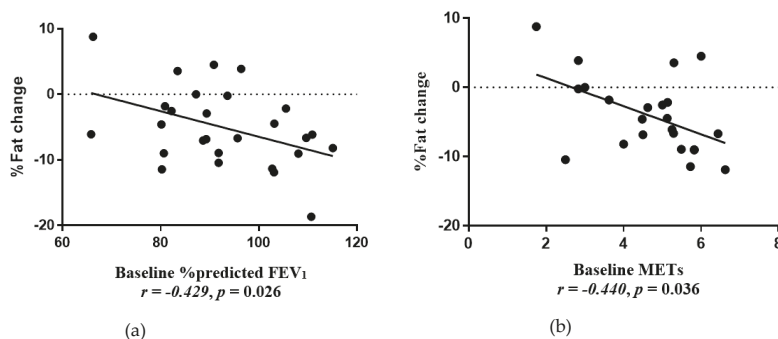 10
0
-10
-20
%Fat change
60
80
100
120
Baseline %predicted FEV1
r = -0.429, p = 0.026
(a)
10
0
-10
-20
%Fat change
0
2
4
6
8
Baseline METs
r = -0.440, p = 0.036
(b)